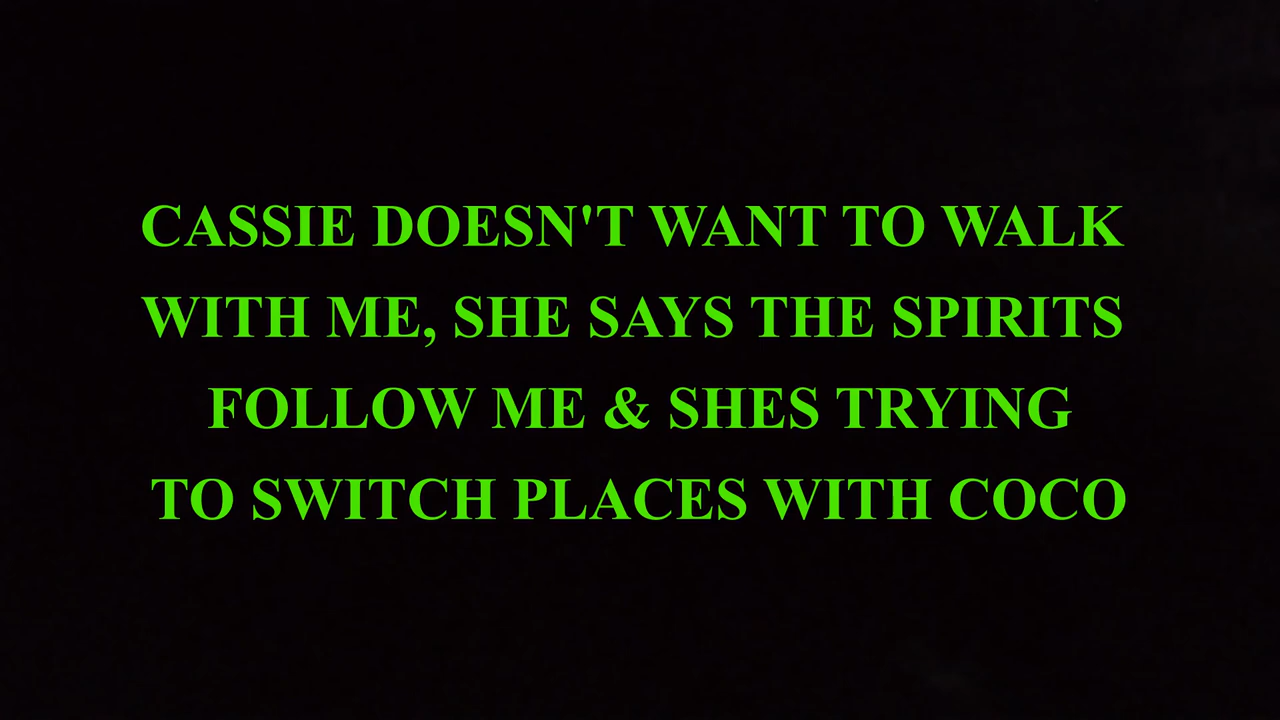 CASSIE DOESN'T WANT TO WALK
WITH ME, SHE SAYS THE SPIRITS
FOLLOW ME & SHES TRYING
TO SWITCH PLACES WITH COCO